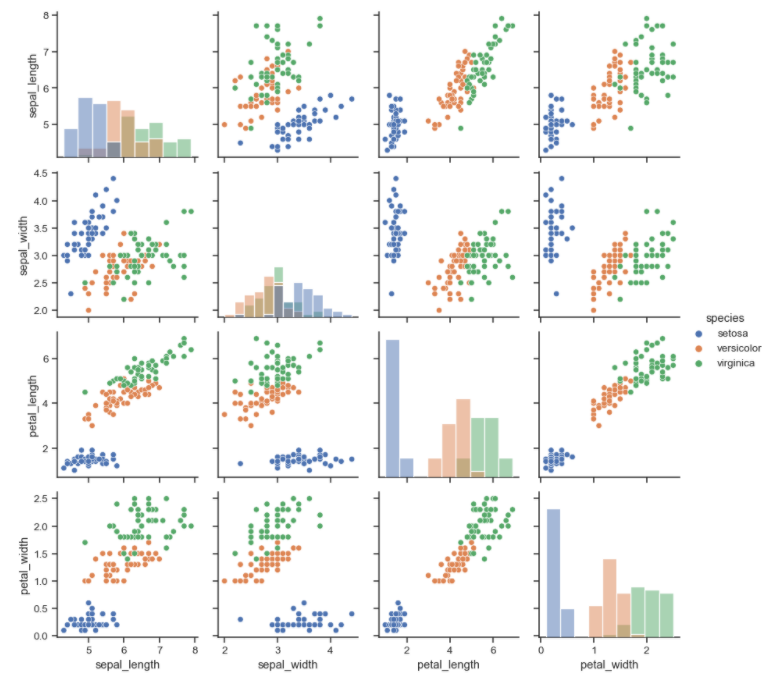 8
7
6
5
sepal_length
4.5
4.0
3.5
3.0
2.5
2.0
sepal_width
species
setosa
versicolor
virginica
6
4
2
petal_length
2.5
2.0
1.5
1.0
0.5
0.0
petal_width
5 6 7 8
sepal_length
2 3 4
sepal_width
2 4 6
petal_length
0 1 2
petal_width